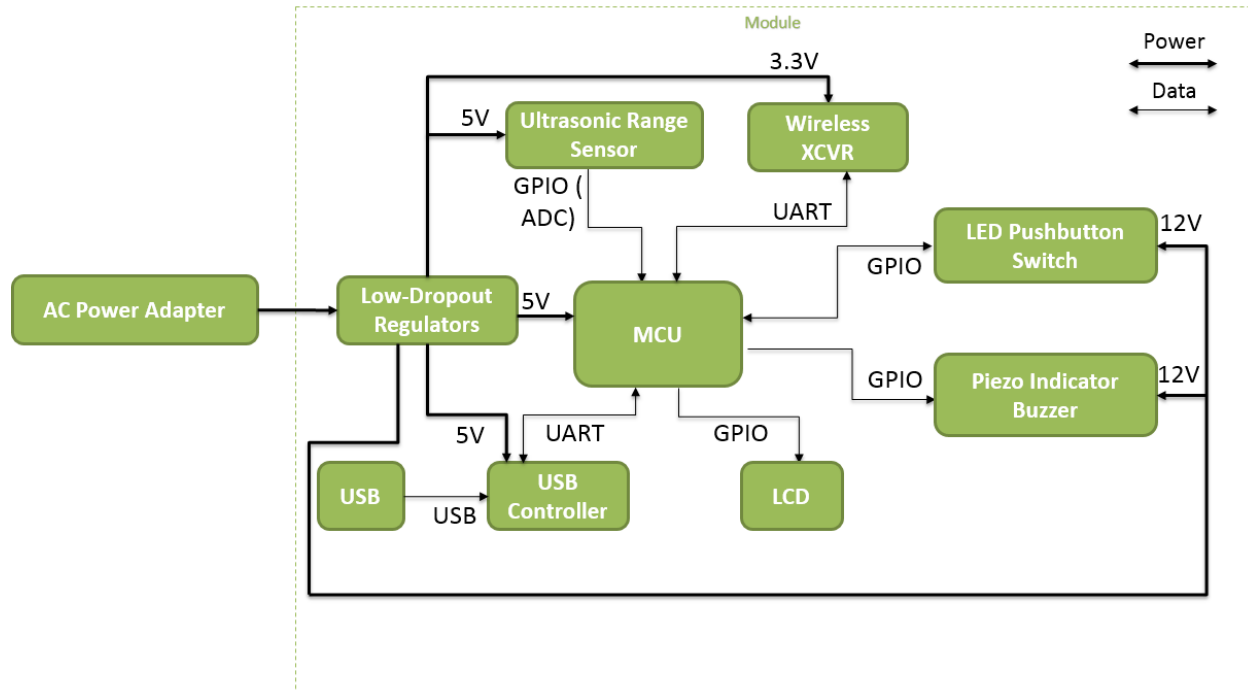 Module
Power
Data
3.3V
5V
Ultrasonic Range
Sensor
Wireless
XCVR
GPIO (
ADC)
UART
LED Pushbutton
Switch
12V
GPIO
AC Power Adapter
Low-Dropout
Regulators
5V
MCU
GPIO
Piezo Indicator
Buzzer
12V
5V
UART
GPIO
USB
USB
USB
Controller
LCD